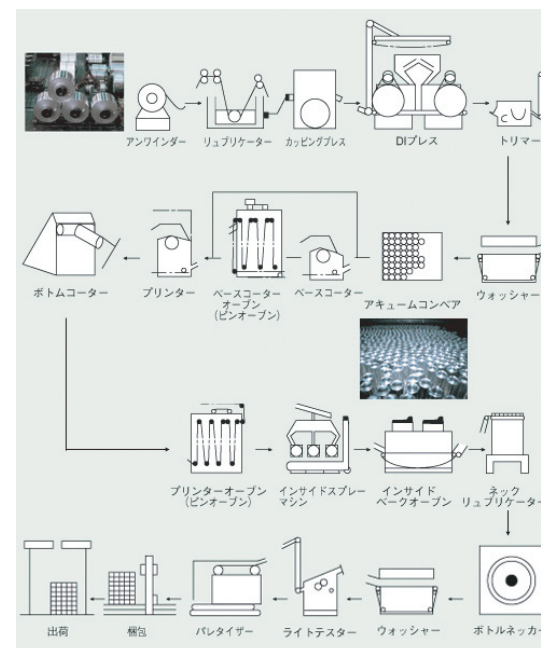 アンワインダー
リュブリケーター
カッピングプレス
DIプレス
トリマー
ウォッシャー
アキュームコンベア
ベースコーター
ベースコーター
オーブン
(ピンオーブン)
プリンター
ボトムコーター
プリンターオーブン
(ピンオーブン)
インサイドスプレー
マシン
インサイド
ベークオーブン
ネック
リュブリケーター
ボトルネッカー
ウォッシャー
ライトテスター
パレタイザー
梱包
出荷